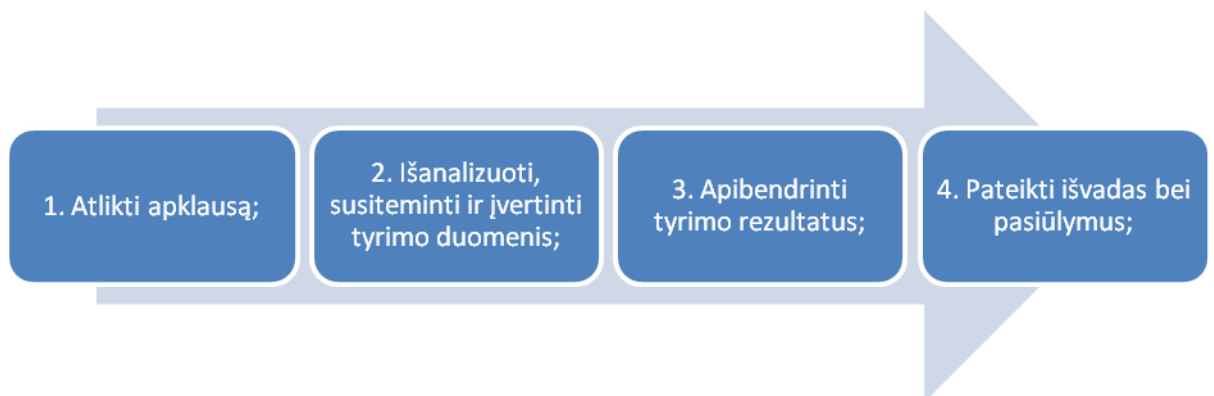 1. Atlikti apklausą;
2. Išanalizuoti,
susiteminti ir įvertinti
tyrimo duomenis;
3. Apibendrinti
tyrimo rezultatus;
4. Pateikti išvadas bei
pasiūlymus;